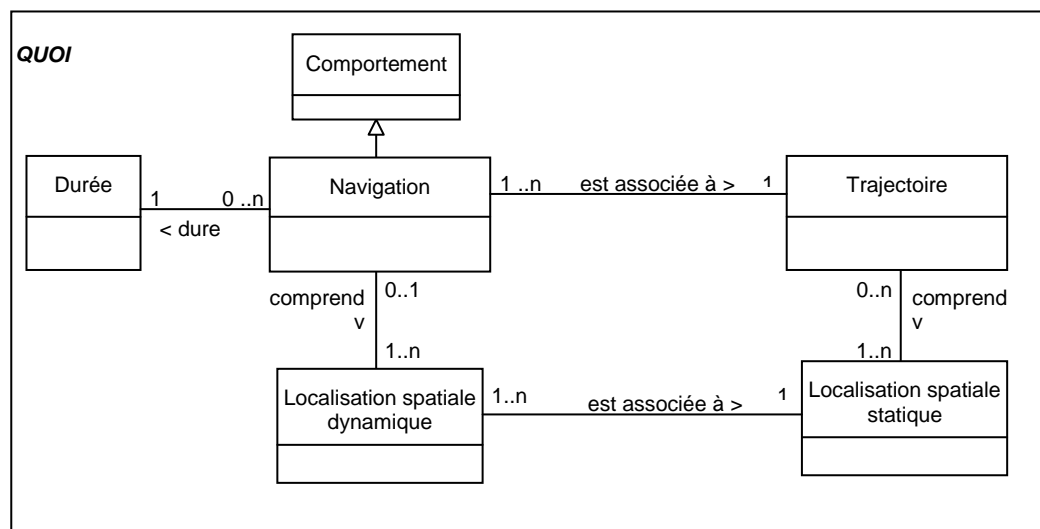 QUOI
Comportement
Durée
Navigation
Trajectoire
1
0 ..n
< dure
1 ..n
est associée à >
1
comprend
v
0..1
1..n
0..n
comprend
v
1..n
Localisation spatiale
dynamique
1..n
est associée à >
1
Localisation spatiale
statique